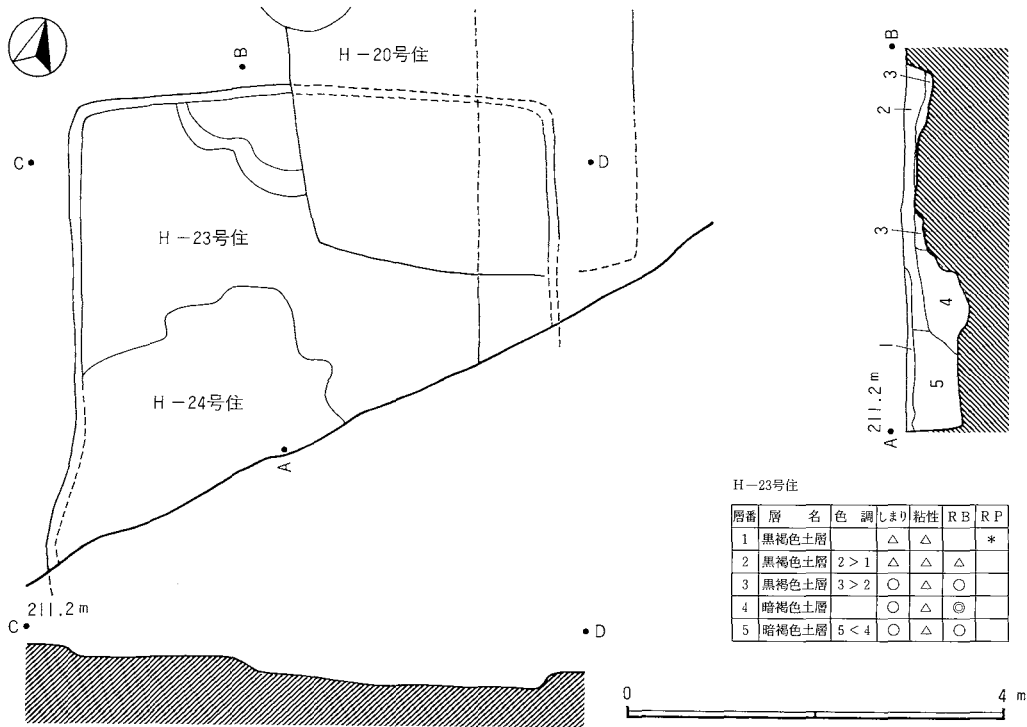 H－20号住
B
C
D
H－23号住
H－24号住
A
B
3
2
3
4
1
5
211.2m
A
H－23号住
層番 層 名 色 調 しまり 粘性 RB RP
1 黒褐色土層 △ △ *
2 黒褐色土層 2＞1 △ △ △
3 黒褐色土層 3＞2 ○ △ ○
4 暗褐色土層 ○ △ ◎
5 暗褐色土層 5＜4 ○ △ ○
211.2m
C
D
0 4 m